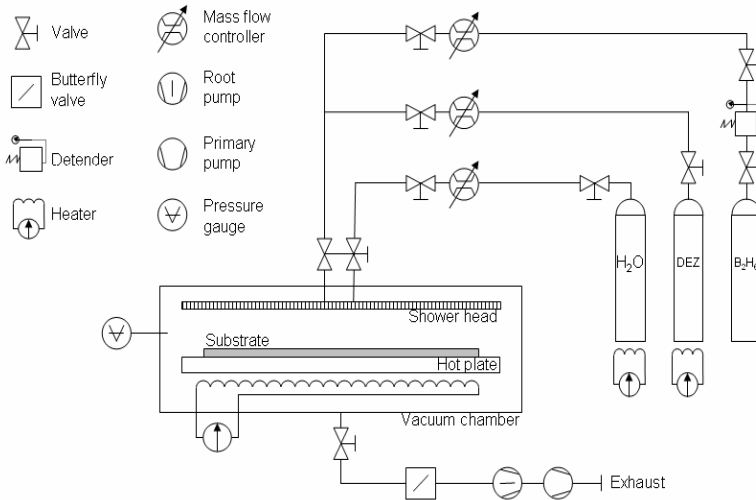 Valve
Mass flow
controller
Butterfly
valve
Root
pump
Detender
Primary
pump
Heater
Pressure
gauge
H₂O
DEZ
B₂H₆
Shower head
Substrate
Hot plate
Vacuum chamber
Exhaust